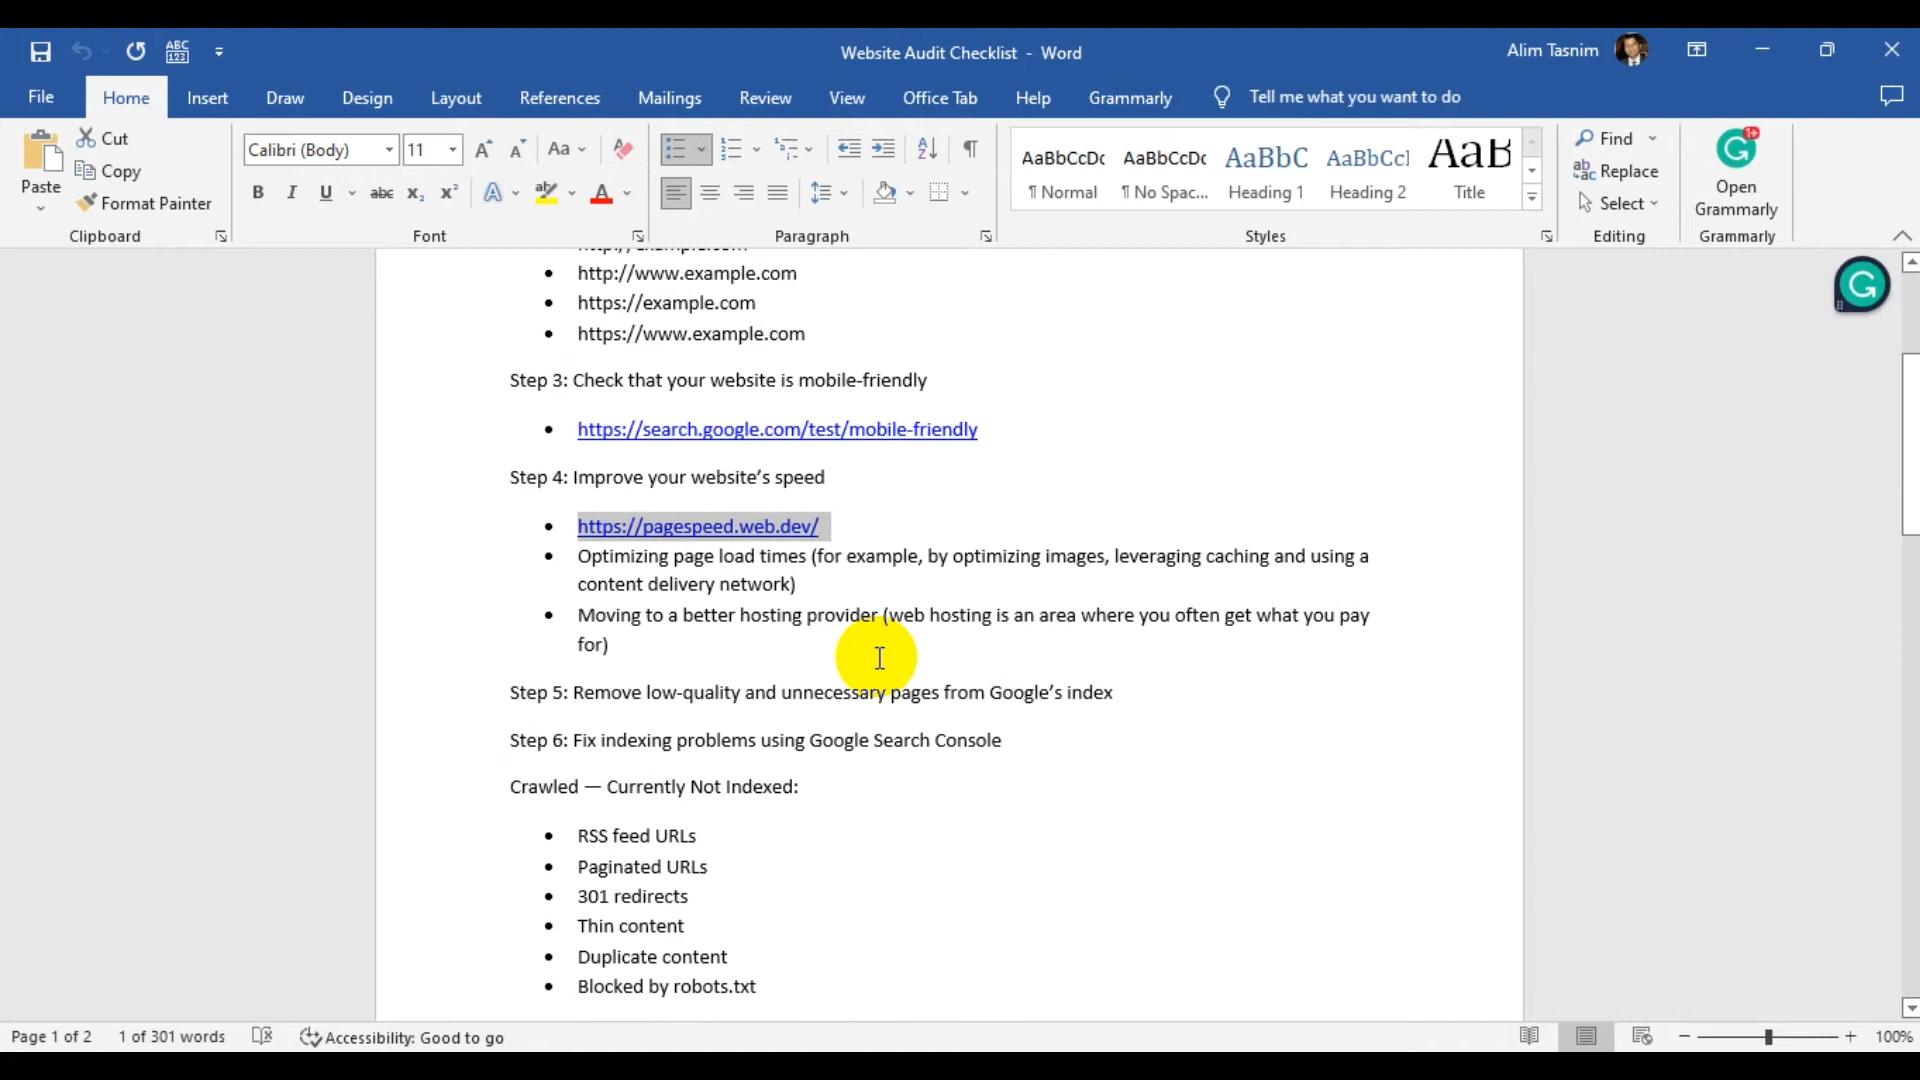 ABC
123
Website Audit Checklist - Word
Alim Tasnim
File
Home
Insert
Draw
Design
Layout
References
Mailings
Review
View
Office Tab
Help
Grammarly
Tell me what you want to do
Paste
Cut
Copy
Format Painter
Clipboard
Calibri (Body)
11
Font
Paragraph
AaBbCcDc
¶ Normal
AaBbCcDc
¶ No Spac...
AaBbC
Heading 1
AaBbCcl
Heading 2
AaB
Title
Styles
Find
Replace
Select
Editing
1+
Open
Grammarly
Grammarly
http://www.example.com
https://example.com
https://www.example.com
Step 3: Check that your website is mobile-friendly
https://search.google.com/test/mobile-friendly
Step 4: Improve your website’s speed
https://pagespeed.web.dev/
Optimizing page load times (for example, by optimizing images, leveraging caching and using a
content delivery network)
Moving to a better hosting provider (web hosting is an area where you often get what you pay
for)
Step 5: Remove low-quality and unnecessary pages from Google’s index
Step 6: Fix indexing problems using Google Search Console
Crawled — Currently Not Indexed:
RSS feed URLs
Paginated URLs
301 redirects
Thin content
Duplicate content
Blocked by robots.txt
Page 1 of 2
1 of 301 words
Accessibility: Good to go
100%